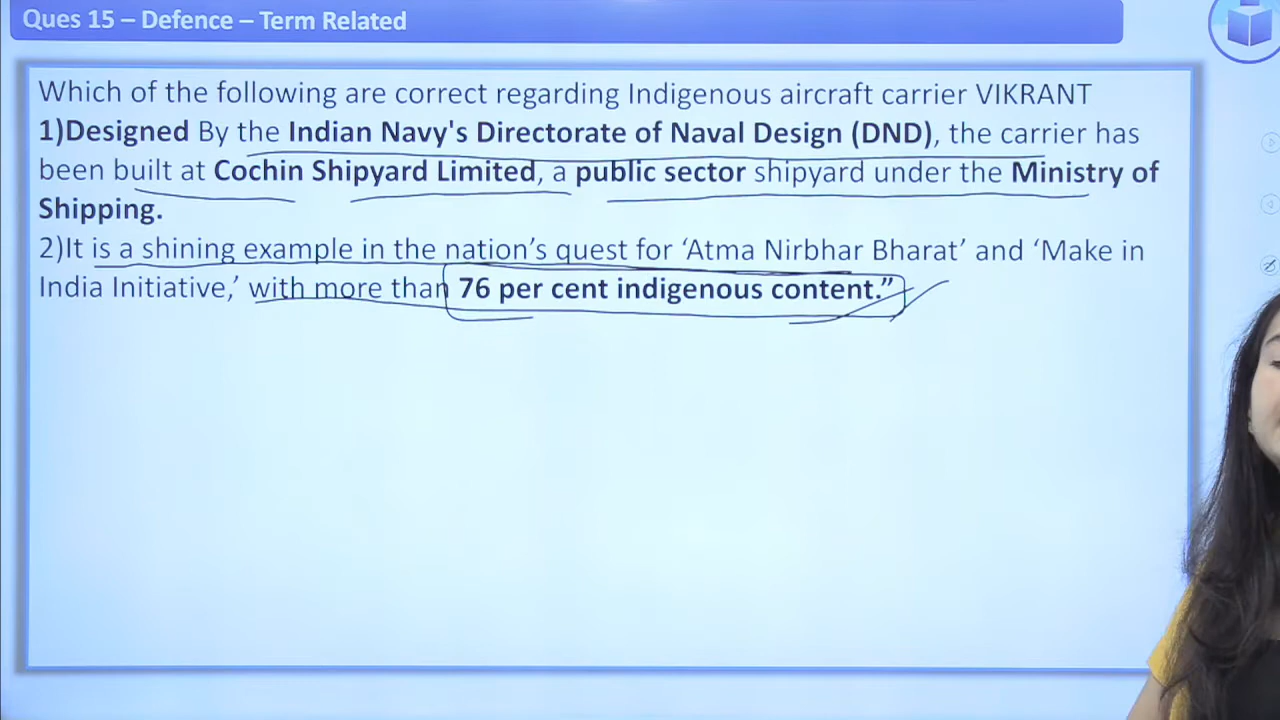 Ques 15 – Defence – Term Related
Which of the following are correct regarding Indigenous aircraft carrier VIKRANT
1)Designed By the Indian Navy's Directorate of Naval Design (DND), the carrier has
been built at Cochin Shipyard Limited, a public sector shipyard under the Ministry of
Shipping.
2)It is a shining example in the nation's quest for ‘Atma Nirbhar Bharat’ and ‘Make in
India Initiative,’ with more than 76 per cent indigenous content.”